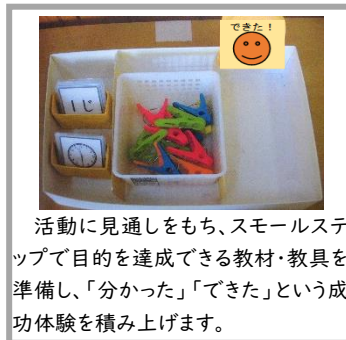 できた！
1じ
活動に見通しをもち、スモールステ
ップで目的を達成できる教材・教具を
準備し、「分かった」「できた」という成
功体験を積み上げます。